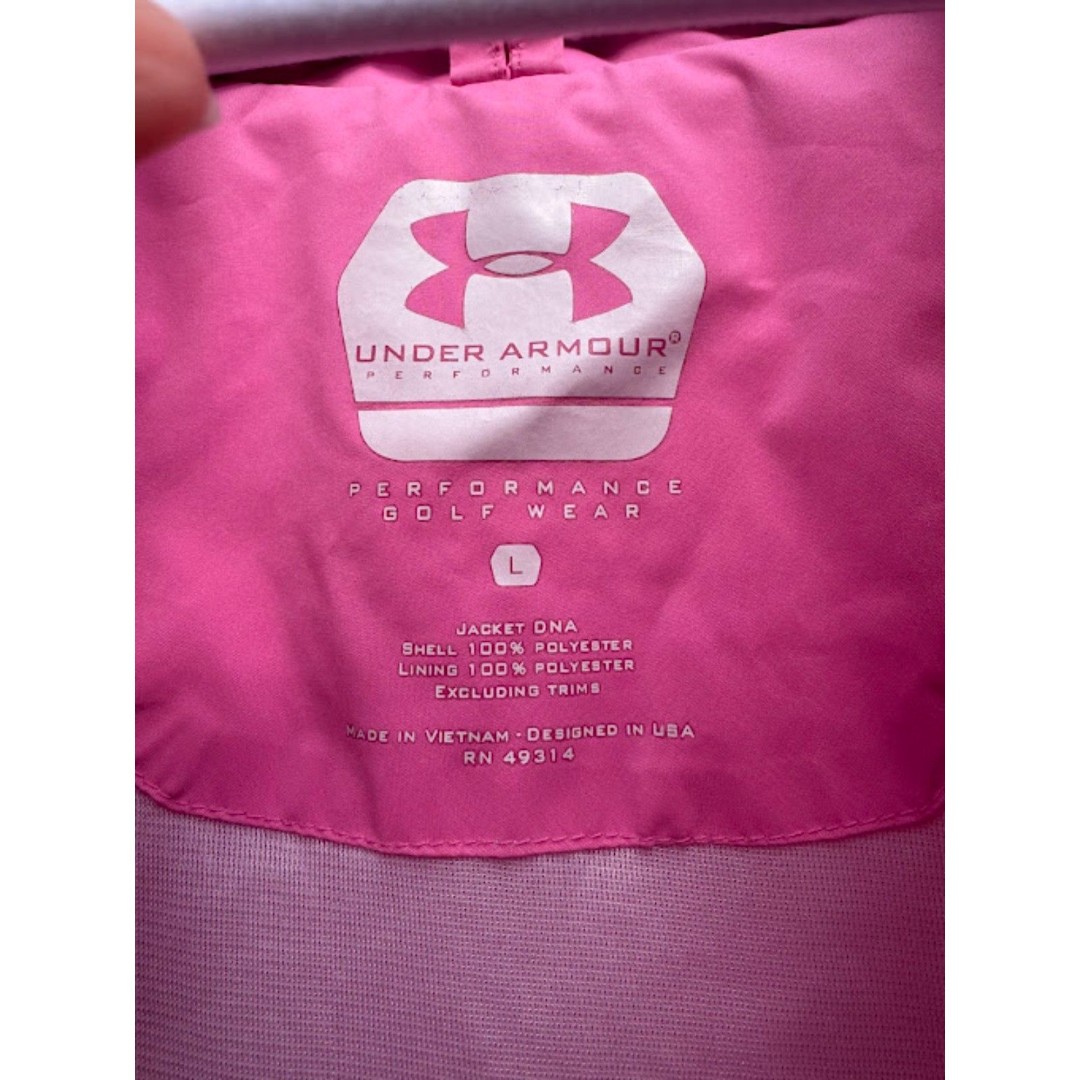 UNDER ARMOUR®
PERFORMANCE
PERFORMANCE
GOLF WEAR
L
JACKET DNA
SHELL 100% POLYESTER
LINING 100% POLYESTER
EXCLUDING TRIMS
MADE IN VIETNAM - DESIGNED IN USA
RN 49314